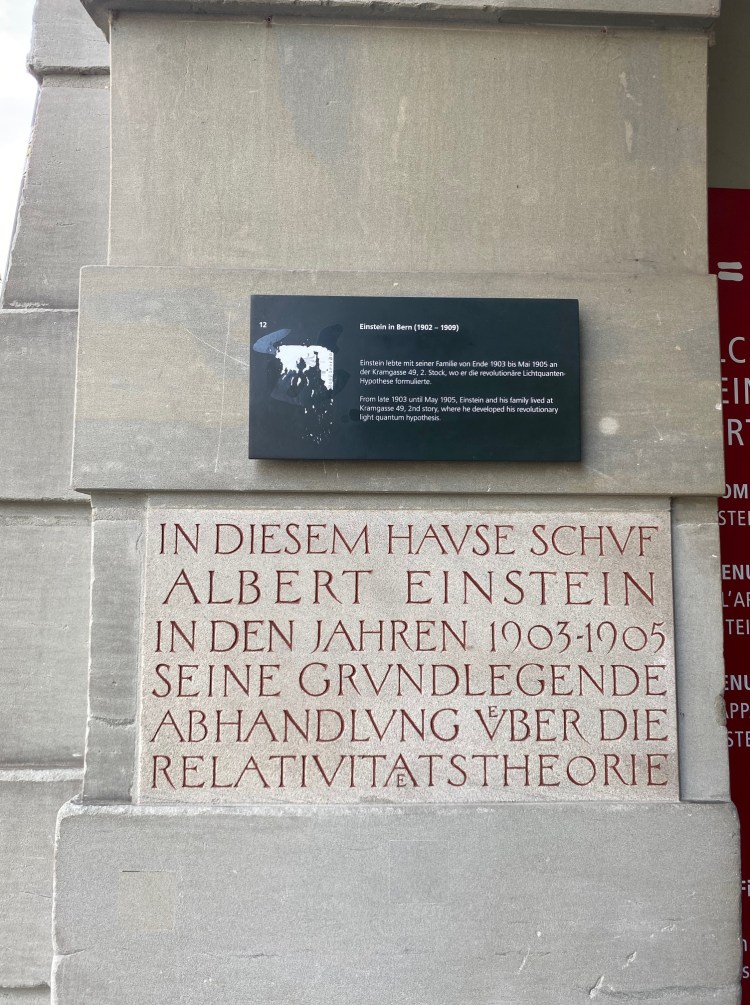 12
Einstein in Bern (1902 – 1909)
Einstein lebte mit seiner Familie von Ende 1903 bis Mai 1905 an
der Kramgasse 49, 2. Stock, wo er die revolutionäre Lichtquanten-
Hypothese formulierte.
From late 1903 until May 1905, Einstein and his family lived at
Kramgasse 49, 2nd story, where he developed his revolutionary
light quantum hypothesis.
IN DIESEM HAVSE SCHVF
ALBERT EINSTEIN
IN DEN JAHREN 1903-1905
SEINE GRVNDLEGENDE
ABHANDLVNG VͤBER DIE
RELATIVITAͤTSTHEORIE
=